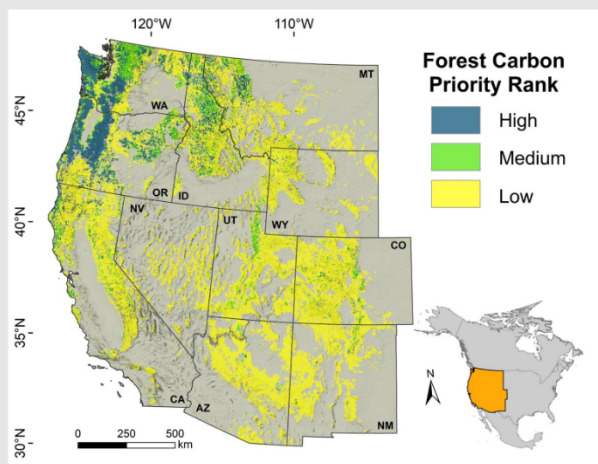 120°W
110°W
45°N
40°N
35°N
30°N
MT
WA
OR
ID
NV
UT
WY
CO
CA
AZ
NM
0
250
500
km
Forest Carbon
Priority Rank
High
Medium
Low
N